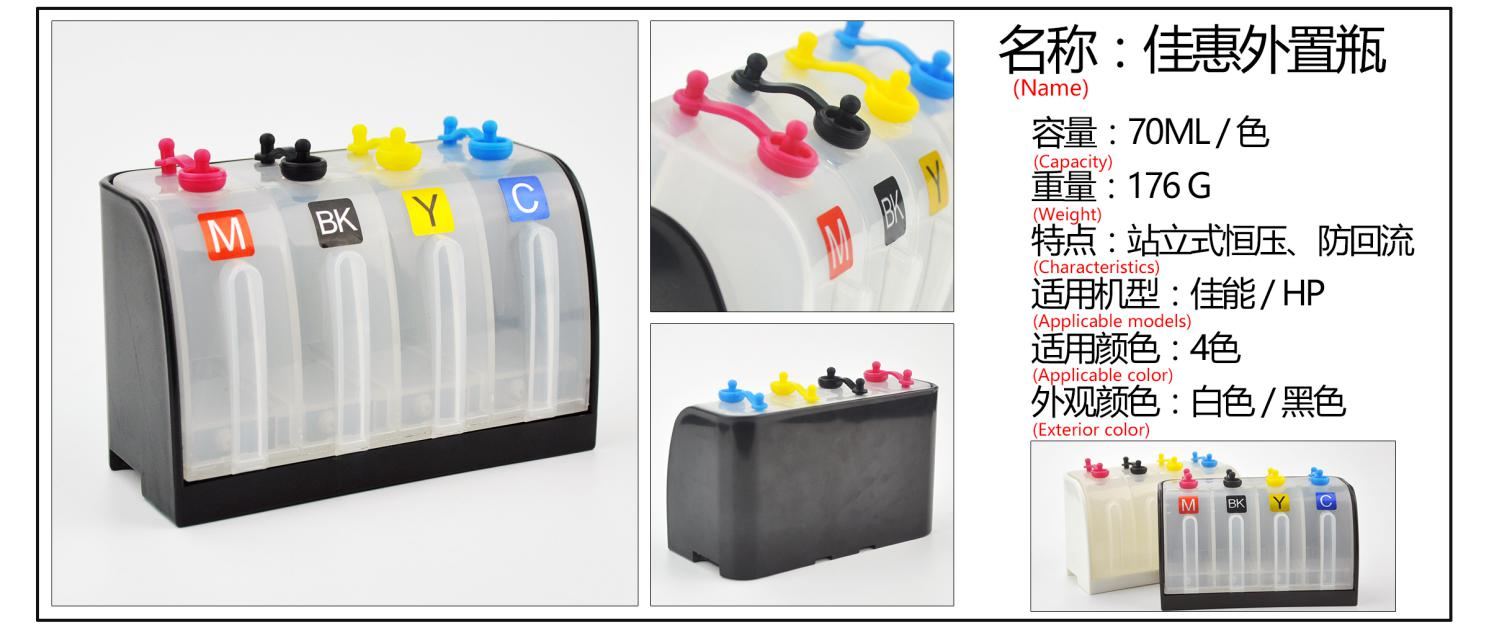 名称：佳惠外置瓶
(Name)
容量：70ML / 色
(Capacity)
重量：176 G
(Weight)
特点：站立式恒压、防回流
(Characteristics)
适用机型：佳能 / HP
(Applicable models)
适用颜色：4色
(Applicable color)
外观颜色：白色 / 黑色
(Exterior color)
M BK Y C
M BK Y
M BK Y C